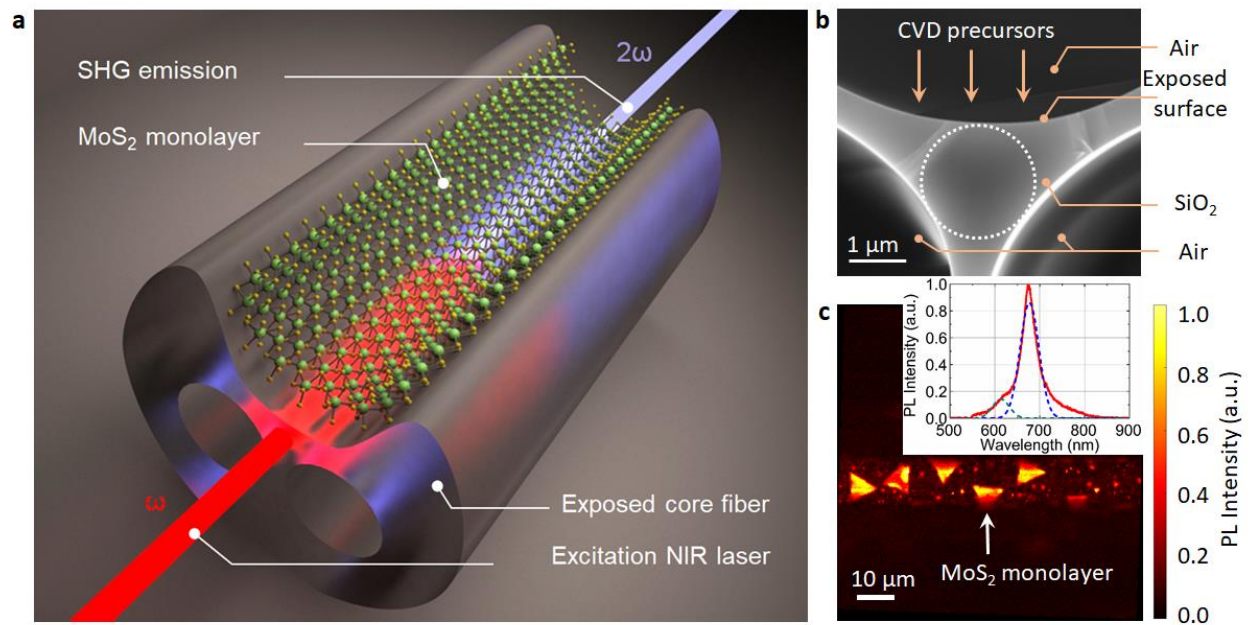 a
2ω
SHG emission
MoS₂ monolayer
ω
Exposed core fiber
Excitation NIR laser
b
CVD precursors
Air
Exposed
surface
SiO₂
Air
1 μm
c
PL Intensity (a.u.)
1.0
0.8
0.6
0.4
0.2
0.0
500 600 700 800 900
Wavelength (nm)
MoS₂ monolayer
10 μm
1.0
0.8
0.6
0.4
0.2
0.0
PL Intensity (a.u.)